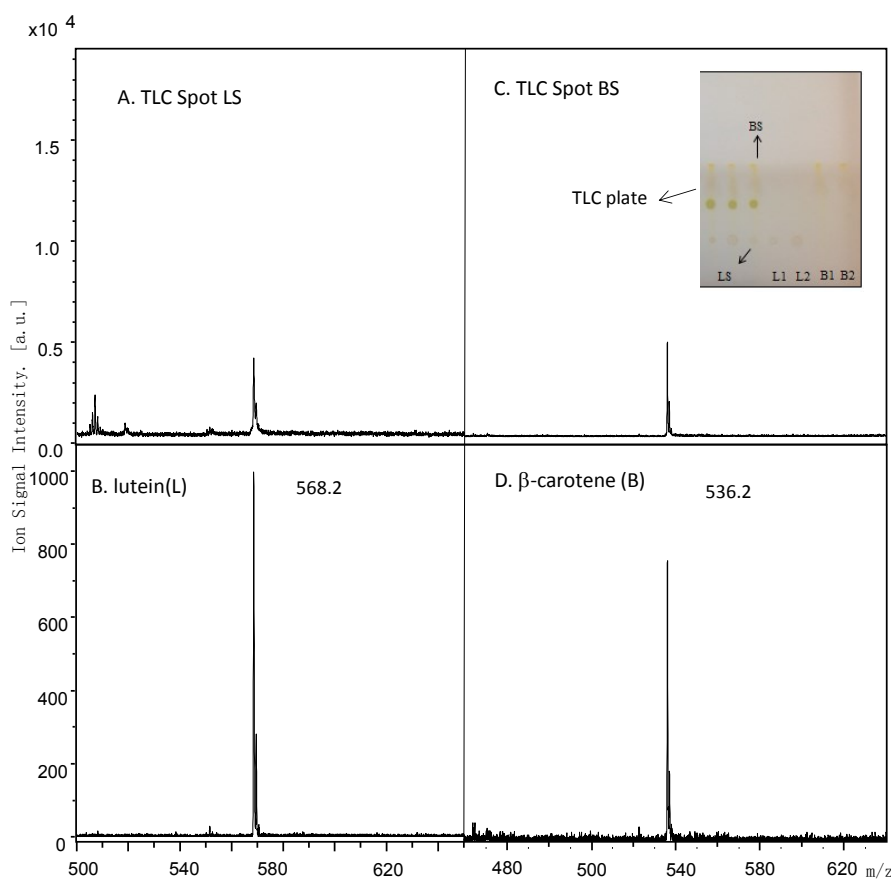 x10 4
A. TLC Spot LS
C. TLC Spot BS
BS
TLC plate
LS L1 L2 B1 B2
1.5
1.0
0.5
0.0
Ion Signal Intensity. [a.u.]
B. lutein(L)
568.2
D. β-carotene (B)
536.2
1000
800
600
400
200
0
500 540 580 620 480 500 540 580 620 m/z